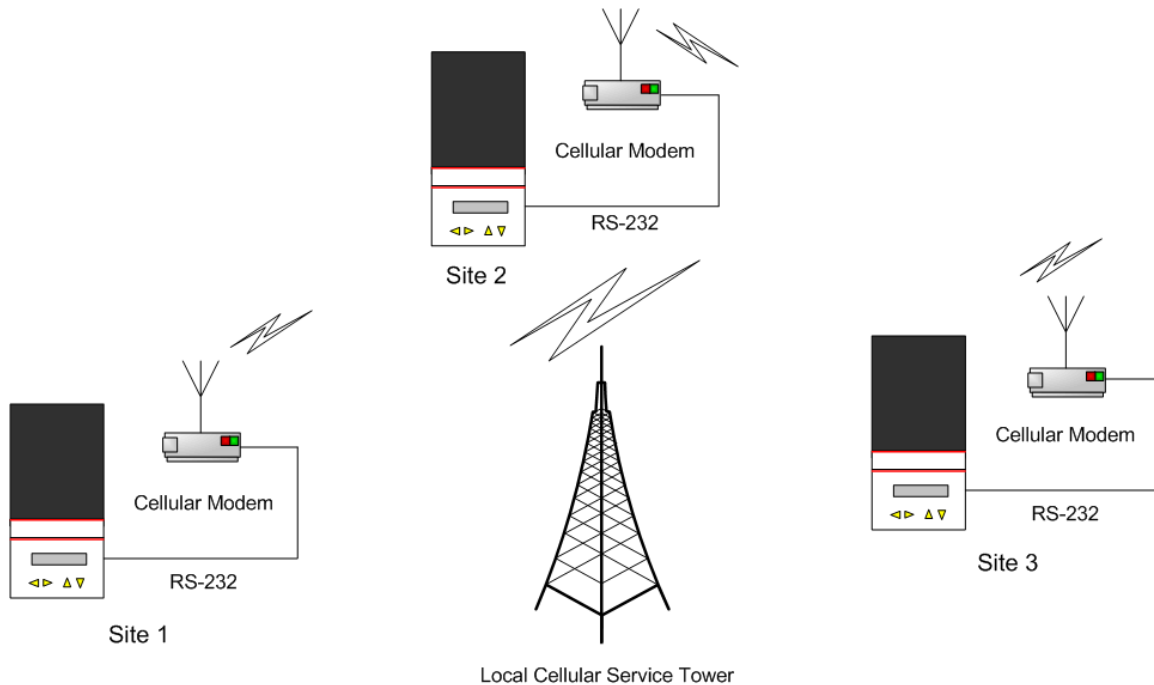 Cellular Modem
RS-232
Site 2
Cellular Modem
RS-232
Site 1
Cellular Modem
RS-232
Site 3
Local Cellular Service Tower